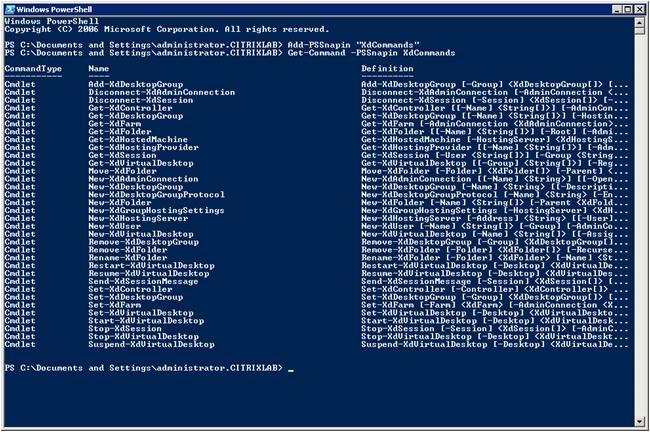 Windows PowerShell
Windows PowerShell
Copyright (C) 2006 Microsoft Corporation. All rights reserved.
PS C:\Documents and Settings\administrator.CITRIXLAB> Add-PSSnapin "XdCommands"
PS C:\Documents and Settings\administrator.CITRIXLAB> Get-Command -PSSnapin XdCommands
CommandType Name Definition
----------- ---- ----------
Cmdlet Add-XdDesktopGroup Add-XdDesktopGroup [-Group] <XdDesktopGroup[]> [...
Cmdlet Disconnect-XdAdminConnection Disconnect-XdAdminConnection [-AdminConnection <...
Cmdlet Disconnect-XdSession Disconnect-XdSession [-Session] <XdSession[]> [-...
Cmdlet Get-XdController Get-XdController [[-Name] <String[]>] [-AdminCon...
Cmdlet Get-XdDesktopGroup Get-XdDesktopGroup [[-Name] <String[]>] [-Hostin...
Cmdlet Get-XdFarm Get-XdFarm [-AdminConnection <XdAdminConnection>...
Cmdlet Get-XdFolder Get-XdFolder [[-Name] <String[]>] [-Root] [-Admi...
Cmdlet Get-XdHostedMachine Get-XdHostedMachine [-HostingServer] <XdHostingS...
Cmdlet Get-XdHostingProvider Get-XdHostingProvider [[-Name] <String[]>] [-Adm...
Cmdlet Get-XdSession Get-XdSession [-User <String[]>] [-Group <String...
Cmdlet Get-XdVirtualDesktop Get-XdVirtualDesktop [[-Group] <String[]>] [-Reg...
Cmdlet Move-XdFolder Move-XdFolder [-Folder] <XdFolder[]> [-Parent] <...
Cmdlet New-XdAdminConnection New-XdAdminConnection [[-Name] <String[]>] [[-Open...
Cmdlet New-XdDesktopGroup New-XdDesktopGroup [-Name] <String> [[-Descripti...
Cmdlet New-XdDesktopGroupProtocol New-XdDesktopGroupProtocol [-Name] <String> [-En...
Cmdlet New-XdFolder New-XdFolder [-Name] <String[]> [-Parent <XdFold...
Cmdlet New-XdGroupHostingSettings New-XdGroupHostingSettings [-HostingServer] <XdH...
Cmdlet New-XdHostingServer New-XdHostingServer [-Address] <String> [[-User]...
Cmdlet New-XdUser New-XdUser [-Name] <String[]> [-Group] [-AdminCo...
Cmdlet New-XdVirtualDesktop New-XdVirtualDesktop [-Name] <String[]> [[-Assig...
Cmdlet Remove-XdDesktopGroup Remove-XdDesktopGroup [-Group] <XdDesktopGroup[]...
Cmdlet Remove-XdFolder Remove-XdFolder [-Folder] <XdFolder[]> [-Recurse...
Cmdlet Rename-XdFolder Rename-XdFolder [-Folder] <XdFolder> [-Name] <St...
Cmdlet Restart-XdVirtualDesktop Restart-XdVirtualDesktop [-Desktop] <XdVirtualDe...
Cmdlet Resume-XdVirtualDesktop Resume-XdVirtualDesktop [-Desktop] <XdVirtualDes...
Cmdlet Send-XdSessionMessage Send-XdSessionMessage [-Session] <XdSession[]> [...
Cmdlet Set-XdController Set-XdController [-Controller] <XdController[]> ...
Cmdlet Set-XdDesktopGroup Set-XdDesktopGroup [-Group] <XdDesktopGroup[]> [...
Cmdlet Set-XdFarm Set-XdFarm [-Farm] <XdFarm> [-AdminConnection <X...
Cmdlet Set-XdVirtualDesktop Set-XdVirtualDesktop [-Desktop] <XdVirtualDeskto...
Cmdlet Start-XdVirtualDesktop Start-XdVirtualDesktop [-Desktop] <XdVirtualDesk...
Cmdlet Stop-XdSession Stop-XdSession [-Session] <XdSession[]> [-AdminC...
Cmdlet Stop-XdVirtualDesktop Stop-XdVirtualDesktop [-Desktop] <XdVirtualDeskt...
Cmdlet Suspend-XdVirtualDesktop Suspend-XdVirtualDesktop [-Desktop] <XdVirtualDe...
PS C:\Documents and Settings\administrator.CITRIXLAB> _